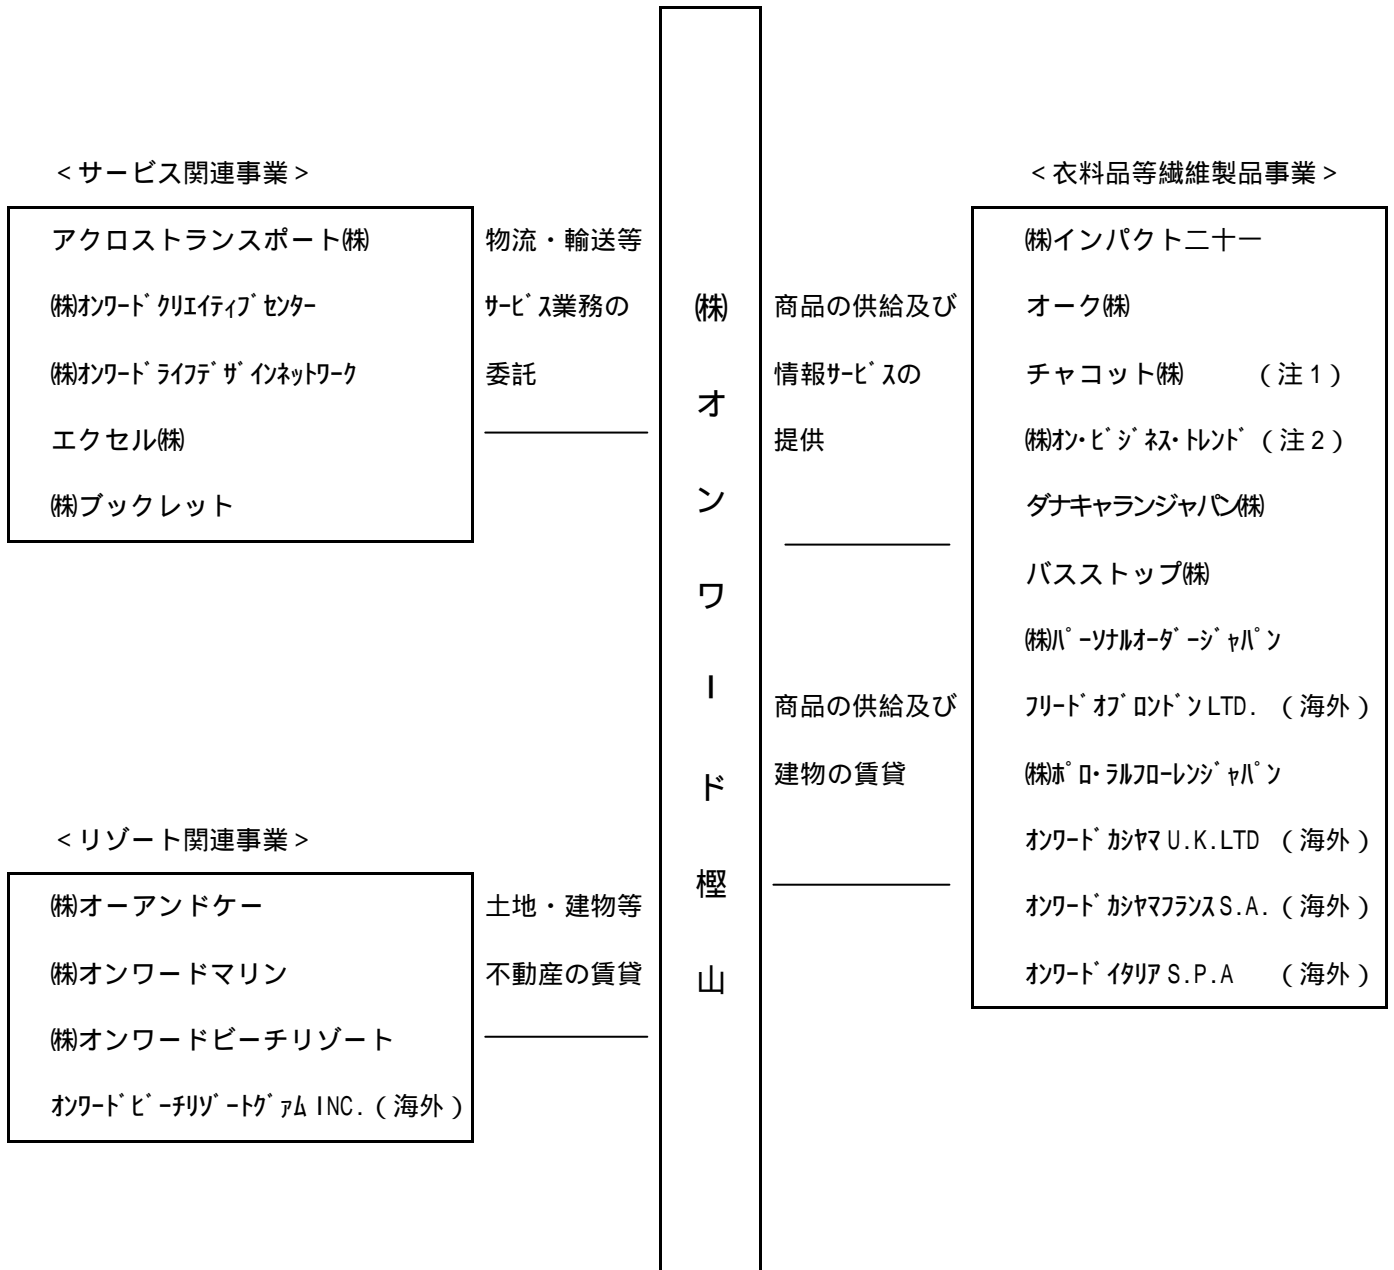 <サービス関連事業>
アクロストランスポート㈱
㈱オンワードクリエイティブセンター
㈱オンワードライフデザインネットワーク
エクセル㈱
㈱ブックレット
物流・輸送等
サービス業務の
委託
<リゾート関連事業>
㈱オーアンドケー
㈱オンワードマリン
㈱オンワードビーチリゾート
オンワードビーチリゾートグァムINC.(海外)
土地・建物等
不動産の賃貸
㈱オンワード樫山
商品の供給及び
情報サービスの
提供
商品の供給及び
建物の賃貸
<衣料品等繊維製品事業>
㈱インパクト二十一
オーク㈱
チャコット㈱ (注1)
㈱オン・ビジネス・トレンド(注2)
ダナキャランジャパン㈱
バスストップ㈱
㈱パーソナルオーダージャパン
フリードオブロンドンLTD. (海外)
㈱ポロ・ラルフローレンジャパン
オンワードカシヤマU.K.LTD (海外)
オンワードカシヤマフランスS.A.(海外)
オンワードイタリアS.P.A (海外)